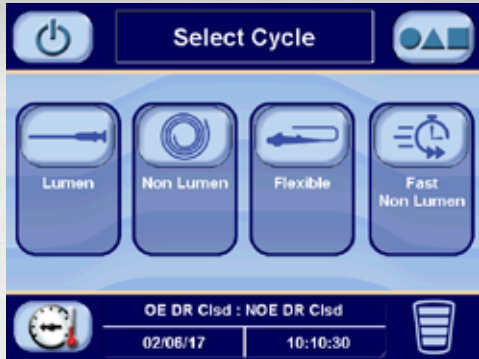 Select Cycle
Lumen
Non Lumen
Flexible
Fast
Non Lumen
OE DR Clsd : NOE DR Clsd
02/06/17
10:10:30